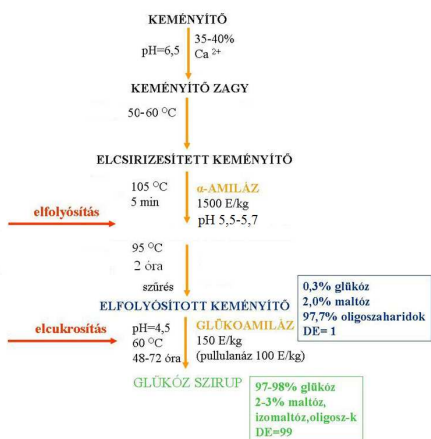 KEMÉNYÍTŐ
pH=6,5
35-40%
Ca 2+
KEMÉNYÍTŐ ZAGY
50-60 °C
ELCSIRIZESÍTETT KEMÉNYÍTŐ
105 °C
5 min
α-AMILÁZ
1500 E/kg
pH 5,5-5,7
elfolyósítás
95 °C
2 óra
szűrés
ELFOLYÓSÍTOTT KEMÉNYÍTŐ
0,3% glükóz
2,0% maltóz
97,7% oligoszaharidok
DE= 1
elcukrosítás
pH=4,5
60 °C
48-72 óra
GLÜKOAMILÁZ
150 E/kg
(pullulanáz 100 E/kg)
GLÜKÓZ SZIRUP
97-98% glükóz
2-3% maltóz,
izomaltóz,oligosz-k
DE=99